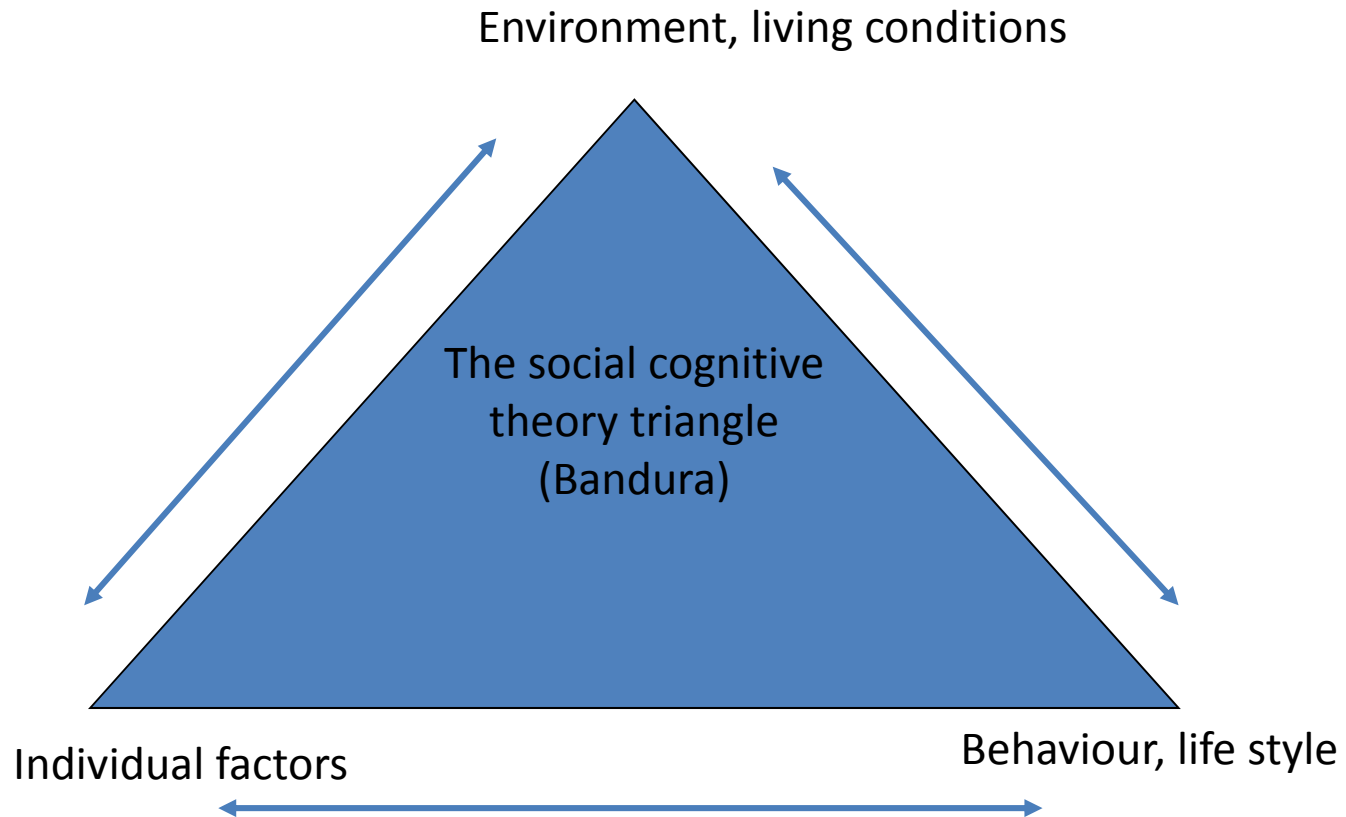 Environment, living conditions
The social cognitive
theory triangle
(Bandura)
Individual factors
Behaviour, life style